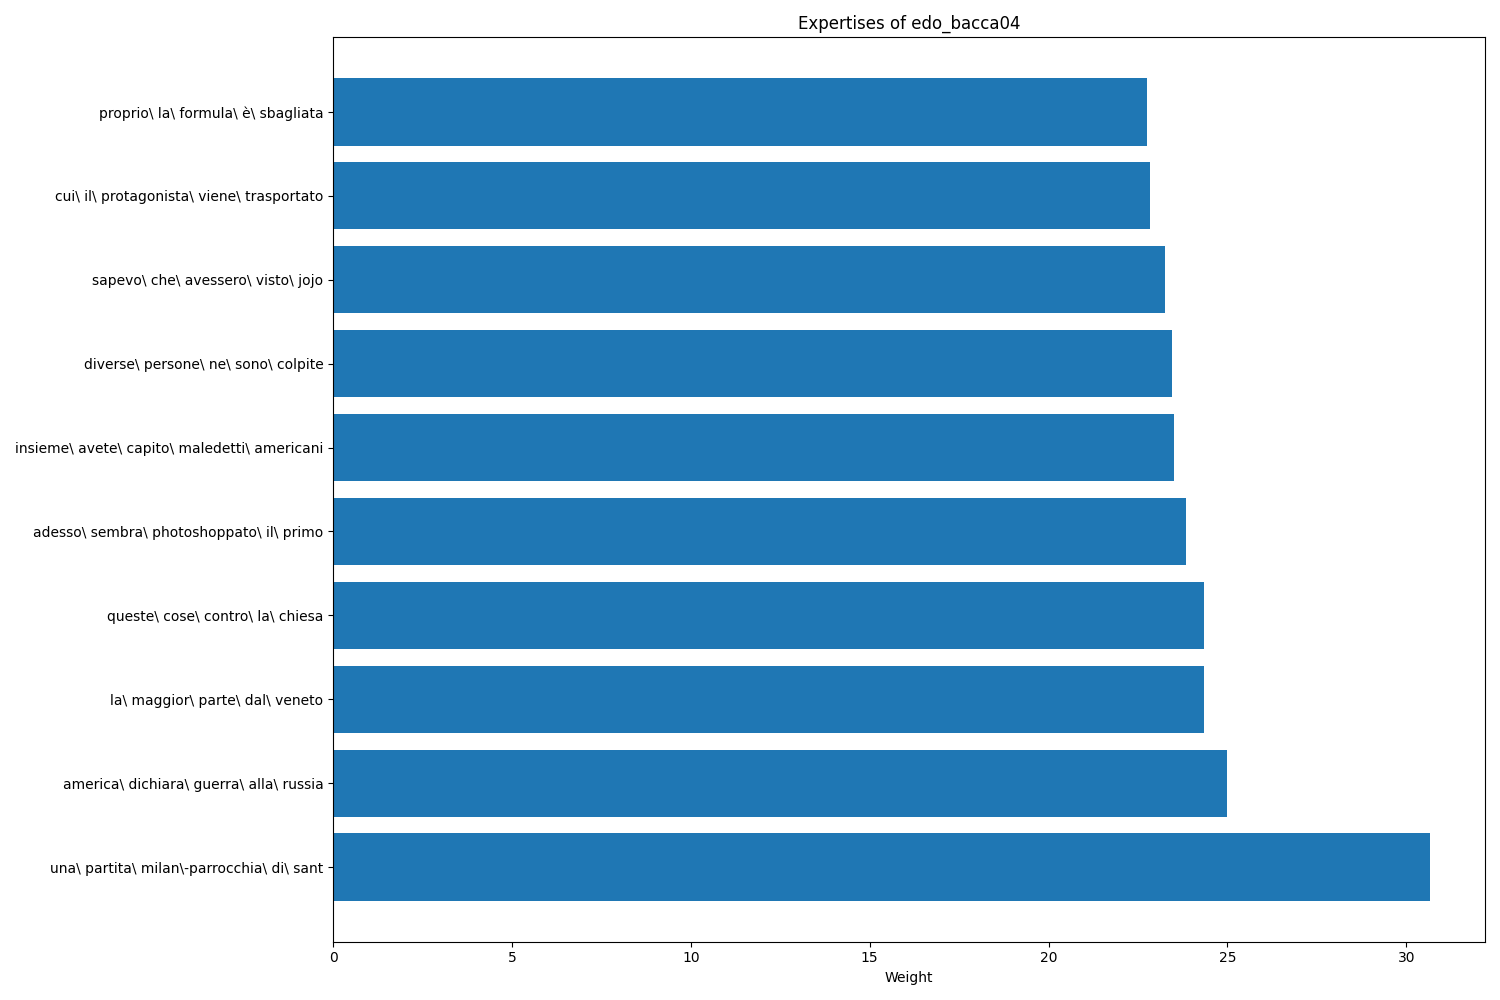 Expertises of edo_bacca04
proprio\ la\ formula\ è\ sbagliata
cui\ il\ protagonista\ viene\ trasportato
sapevo\ che\ avessero\ visto\ jojo
diverse\ persone\ ne\ sono\ colpite
insieme\ avete\ capito\ maledetti\ americani
adesso\ sembra\ photoshoppato\ il\ primo
queste\ cose\ contro\ la\ chiesa
la\ maggior\ parte\ dal\ veneto
america\ dichiara\ guerra\ alla\ russia
una\ partita\ milan\-parrocchia\ di\ sant
0 5 10 15 20 25 30
Weight